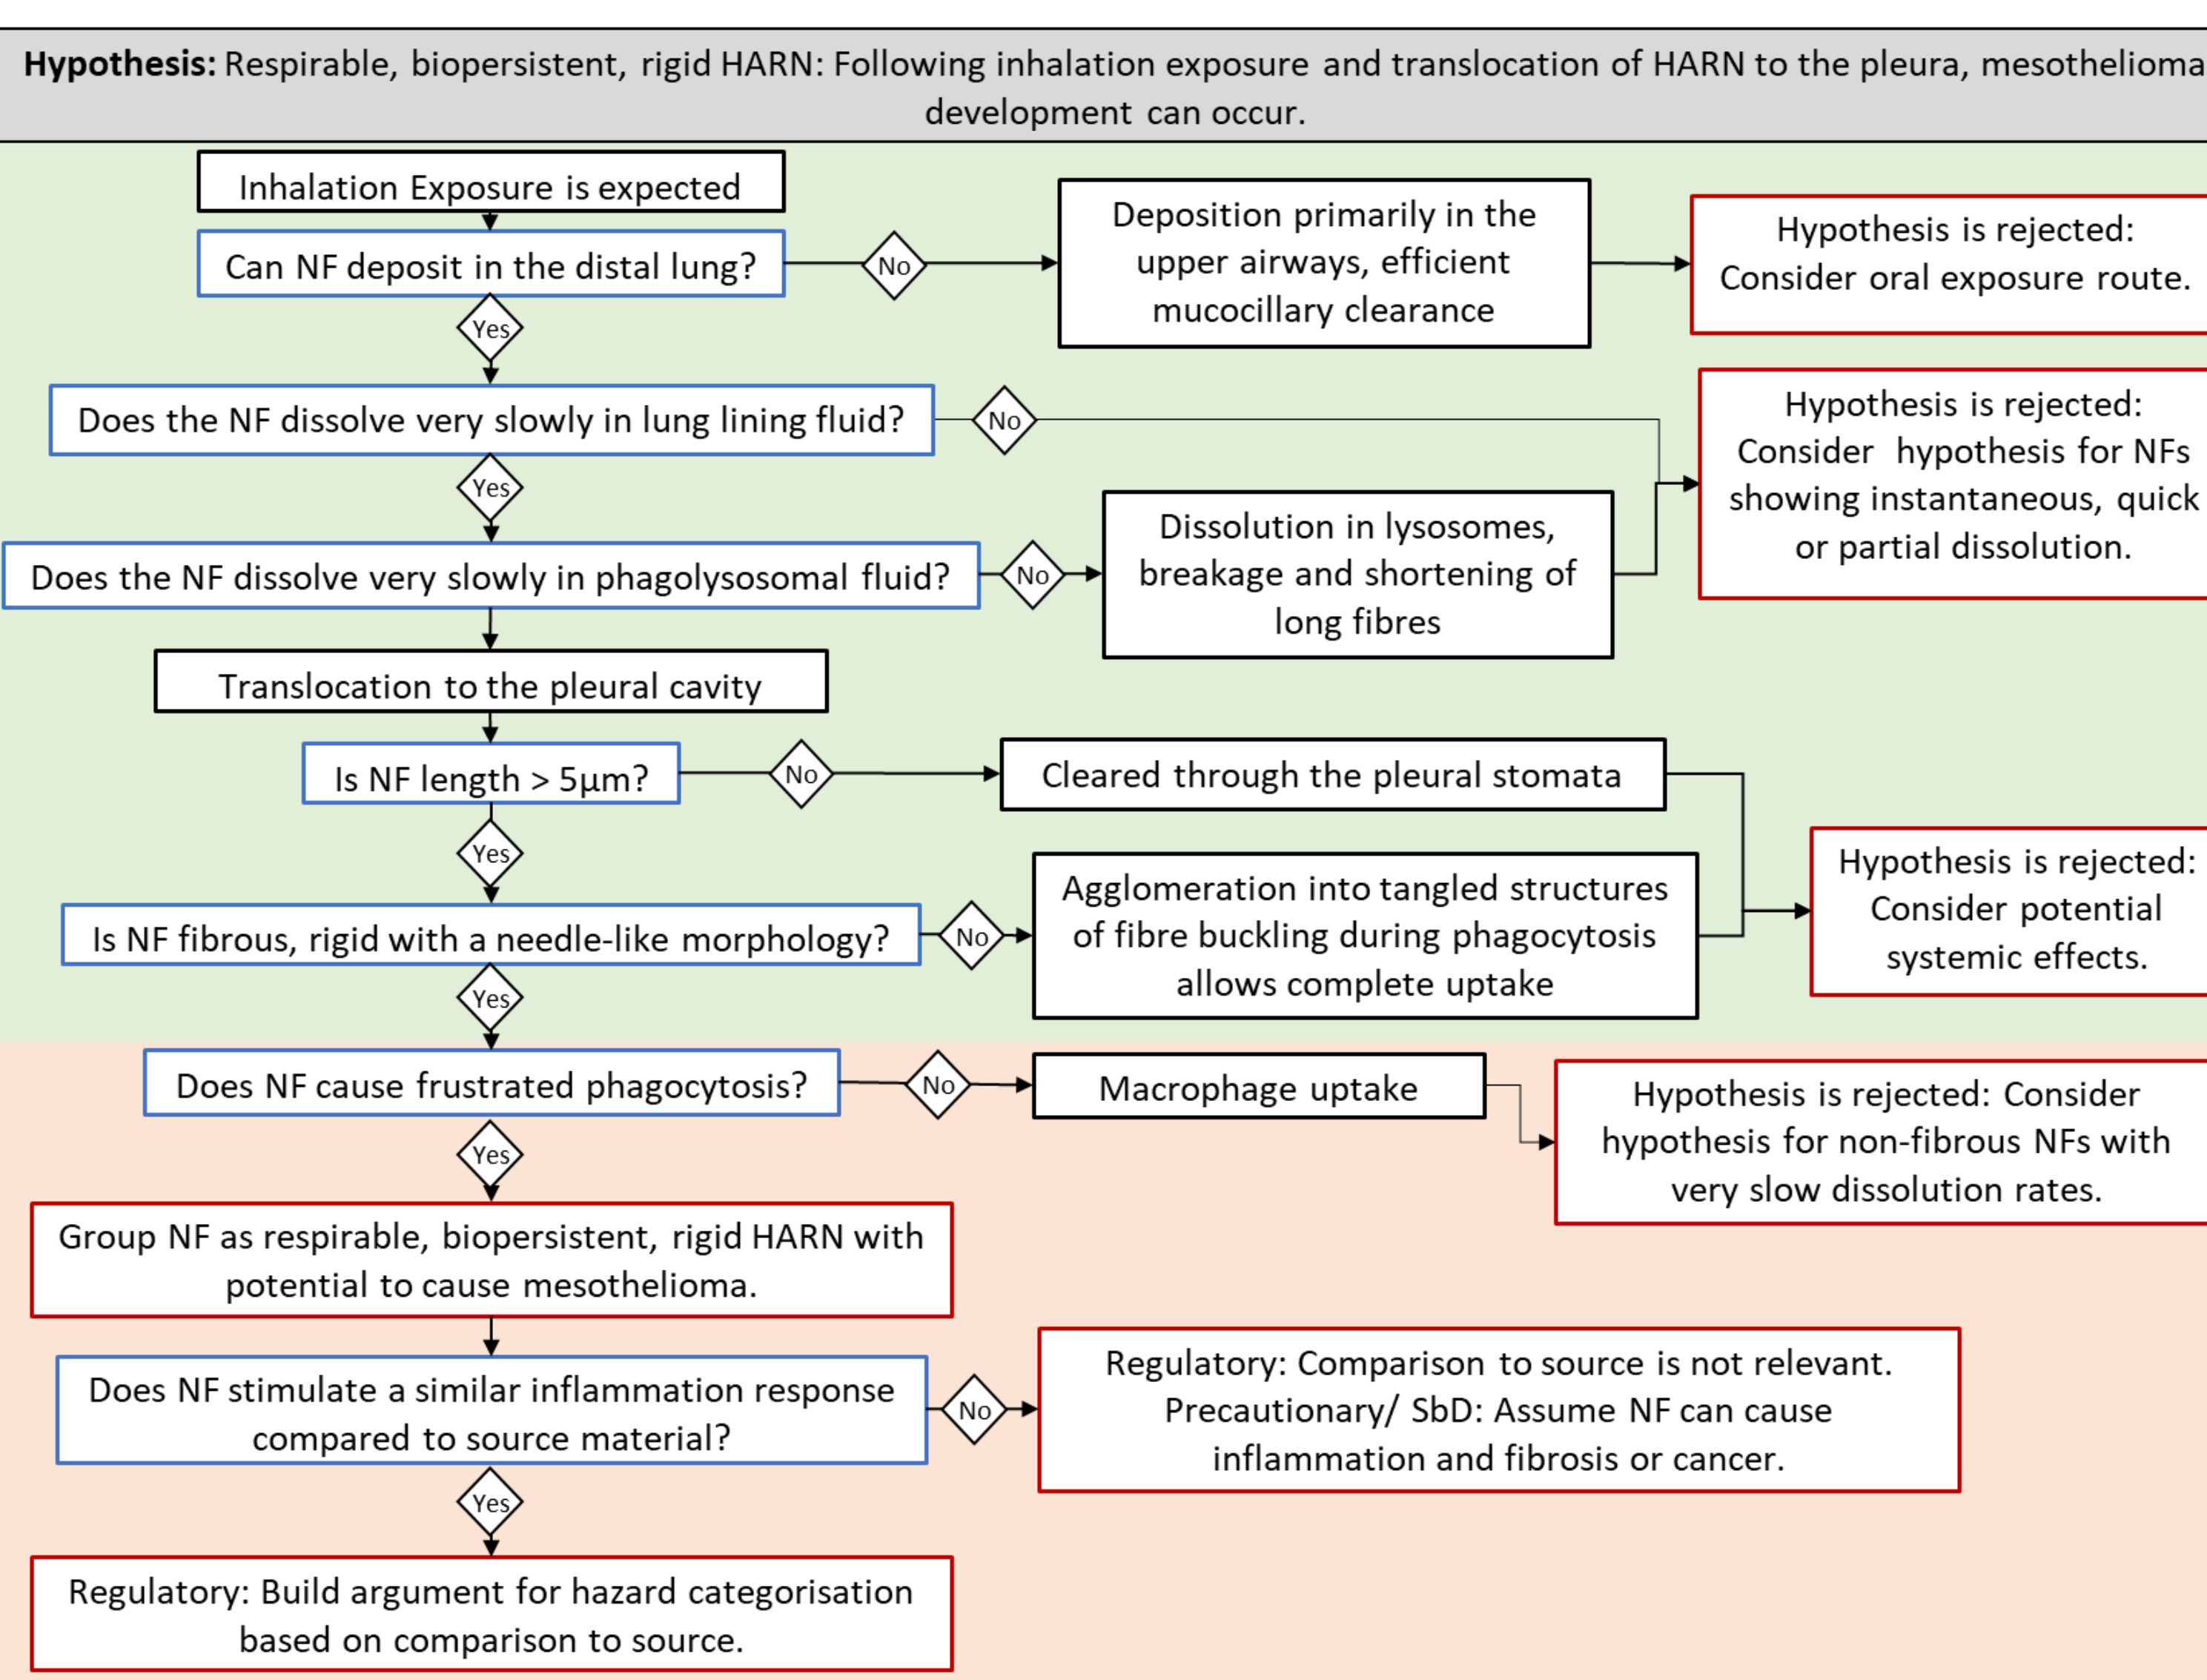 Hypothesis: Respirable, biopersistent, rigid HARN: Following inhalation exposure and translocation of HARN to the pleura, mesothelioma
development can occur.
Inhalation Exposure is expected
Can NF deposit in the distal lung?
No
Deposition primarily in the
upper airways, efficient
mucocillary clearance
Hypothesis is rejected:
Consider oral exposure route.
Yes
Does the NF dissolve very slowly in lung lining fluid?
No
Hypothesis is rejected:
Consider hypothesis for NFs
showing instantaneous, quick
or partial dissolution.
Yes
Does the NF dissolve very slowly in phagolysosomal fluid?
No
Dissolution in lysosomes,
breakage and shortening of
long fibres
Translocation to the pleural cavity
Is NF length > 5µm?
No
Cleared through the pleural stomata
Yes
Hypothesis is rejected:
Consider potential
systemic effects.
Is NF fibrous, rigid with a needle-like morphology?
No
Agglomeration into tangled structures
of fibre buckling during phagocytosis
allows complete uptake
Yes
Does NF cause frustrated phagocytosis?
No
Macrophage uptake
Hypothesis is rejected: Consider
hypothesis for non-fibrous NFs with
very slow dissolution rates.
Yes
Group NF as respirable, biopersistent, rigid HARN with
potential to cause mesothelioma.
Does NF stimulate a similar inflammation response
compared to source material?
No
Regulatory: Comparison to source is not relevant.
Precautionary/ SbD: Assume NF can cause
inflammation and fibrosis or cancer.
Yes
Regulatory: Build argument for hazard categorisation
based on comparison to source.